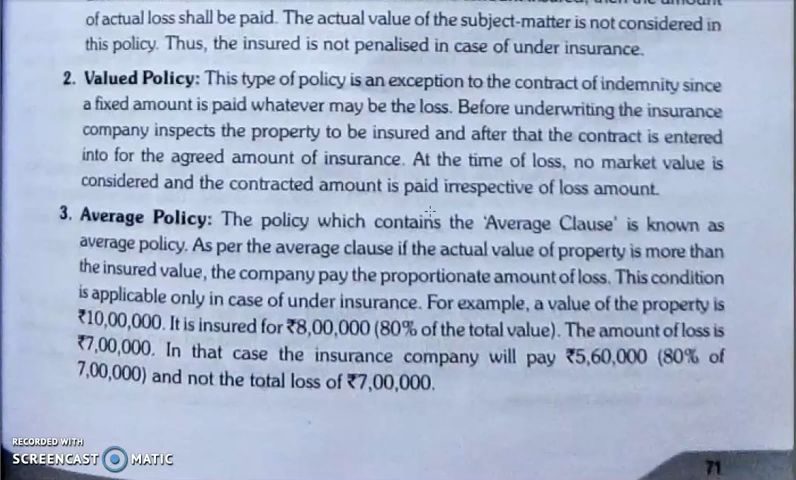 of actual loss shall be paid. The actual value of the subject-matter is not considered in
this policy. Thus, the insured is not penalised in case of under insurance.
2. Valued Policy: This type of policy is an exception to the contract of indemnity since
a fixed amount is paid whatever may be the loss. Before underwriting the insurance
company inspects the property to be insured and after that the contract is entered
into for the agreed amount of insurance. At the time of loss, no market value is
considered and the contracted amount is paid irrespective of loss amount.
3. Average Policy: The policy which contains the 'Average Clause' is known as
average policy. As per the average clause if the actual value of property is more than
the insured value, the company pay the proportionate amount of loss. This condition
is applicable only in case of under insurance. For example, a value of the property is
₹10,00,000. It is insured for ₹8,00,000 (80% of the total value). The amount of loss is
₹7,00,000. In that case the insurance company will pay ₹5,60,000 (80% of
7,00,000) and not the total loss of ₹7,00,000.
RECORDED WITH
SCREENCAST MATIC
71